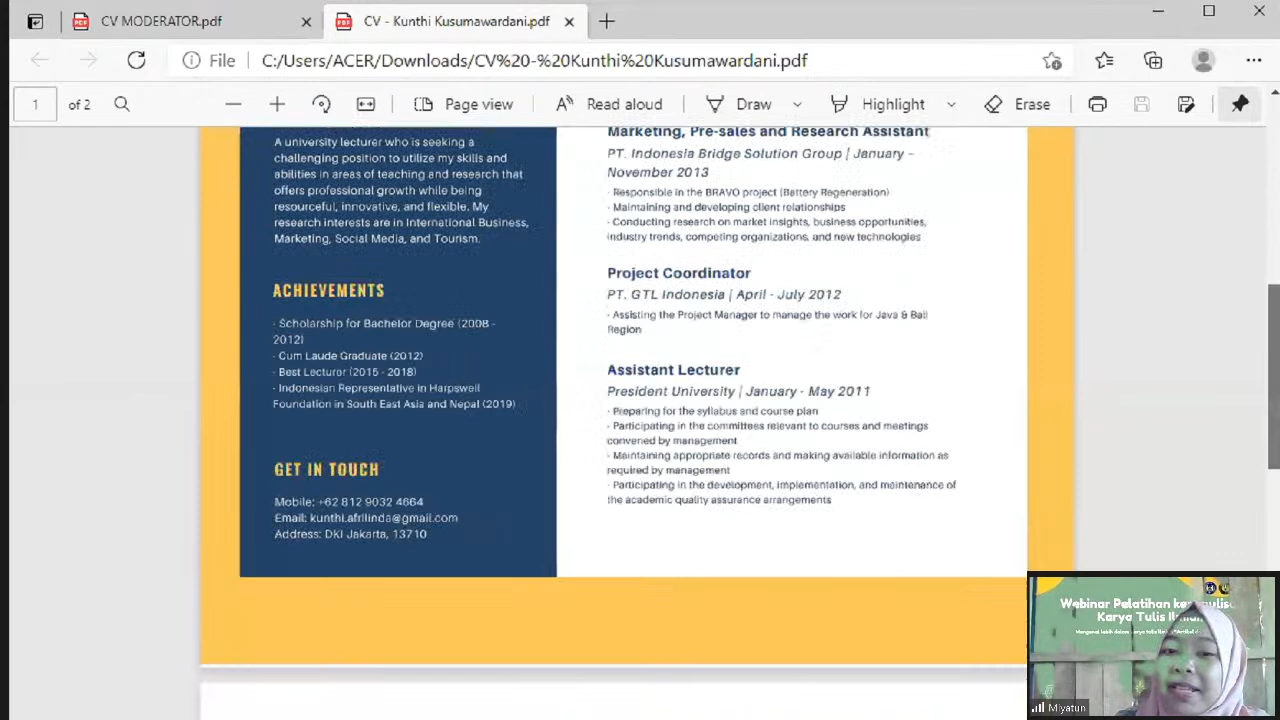 CV MODERATOR.pdf
CV - Kunthi Kusumawardani.pdf
File
C:/Users/ACER/Downloads/CV%20-%20Kunthi%20Kusumawardani.pdf
1 of 2
Page view
Read aloud
Draw
Highlight
Erase
A university lecturer who is seeking a
challenging position to utilize my skills and
abilities in areas of teaching and research that
offers professional growth while being
resourceful, innovative, and flexible. My
research interests are in International Business,
Marketing, Social Media, and Tourism.
ACHIEVEMENTS
- Scholarship for Bachelor Degree (2008 -
2012)
- Cum Laude Graduate (2012)
- Best Lecturer (2015 - 2018)
- Indonesian Representative in Harpswell
Foundation in South East Asia and Nepal (2019)
GET IN TOUCH
Mobile: +62 812 9032 4664
Email: kunthi.afrilinda@gmail.com
Address: DKI Jakarta, 13710
Marketing, Pre-sales and Research Assistant
PT. Indonesia Bridge Solution Group | January –
November 2013
- Responsible in the BRAVO project (Battery Regeneration)
- Maintaining and developing client relationships
- Conducting research on market insights, business opportunities,
industry trends, competing organizations, and new technologies
Project Coordinator
PT. GTL Indonesia | April - July 2012
- Assisting the Project Manager to manage the work for Java & Bali
Region
Assistant Lecturer
President University | January - May 2011
- Preparing for the syllabus and course plan
- Participating in the committees relevant to courses and meetings
convened by management
- Maintaining appropriate records and making available information as
required by management
- Participating in the development, implementation, and maintenance of
the academic quality assurance arrangements
Webinar Pelatihan
Karya Tulis
Miyatun